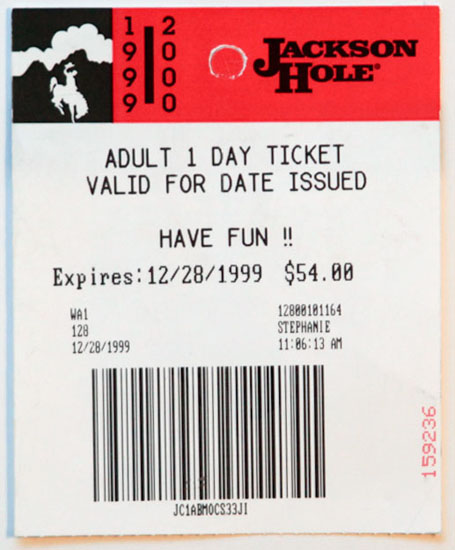 1999 | 2000
JACKSON
HOLE®
ADULT 1 DAY TICKET
VALID FOR DATE ISSUED
HAVE FUN !!
Expires:12/28/1999 $54.00
WA1 12800101164
128 STEPHANIE
12/28/1999 11:06:13 AM
JC1ABMOCS33JI
159236